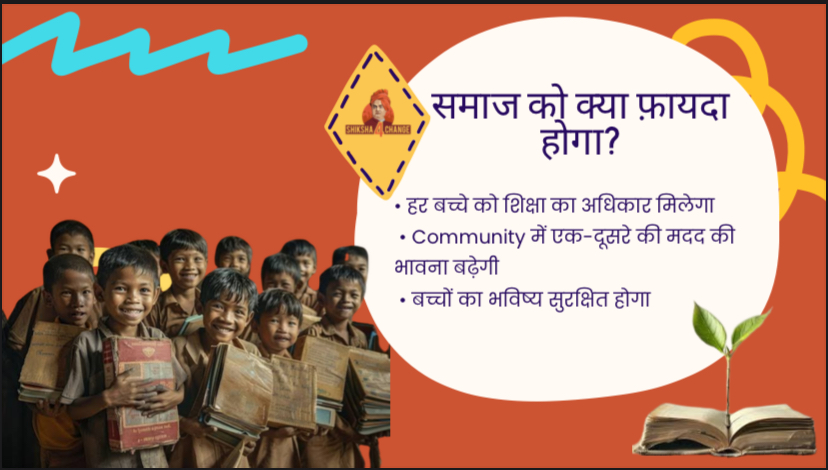 SHIKSHA CHANGE
समाज को क्या फ़ायदा
होगा?
• हर बच्चे को शिक्षा का अधिकार मिलेगा
• Community में एक-दूसरे की मदद की
भावना बढ़ेगी
• बच्चों का भविष्य सुरक्षित होगा